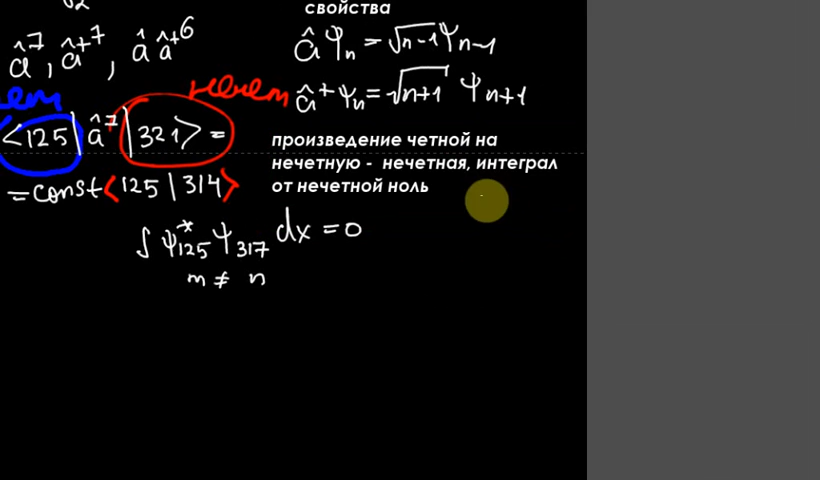 свойства
â⁷, â⁺⁷, ââ⁺⁶
âψₙ = √n-1 ψₙ₋₁
â⁺ψₙ = √n+1 ψₙ₊₁
нечет
<125|â⁷|321> =
= const <125|314>
произведение четной на
нечетную - нечетная, интеграл
от нечетной ноль
∫ψ*₁₂₅ ψ₃₁₇ dx = 0
m ≠ n